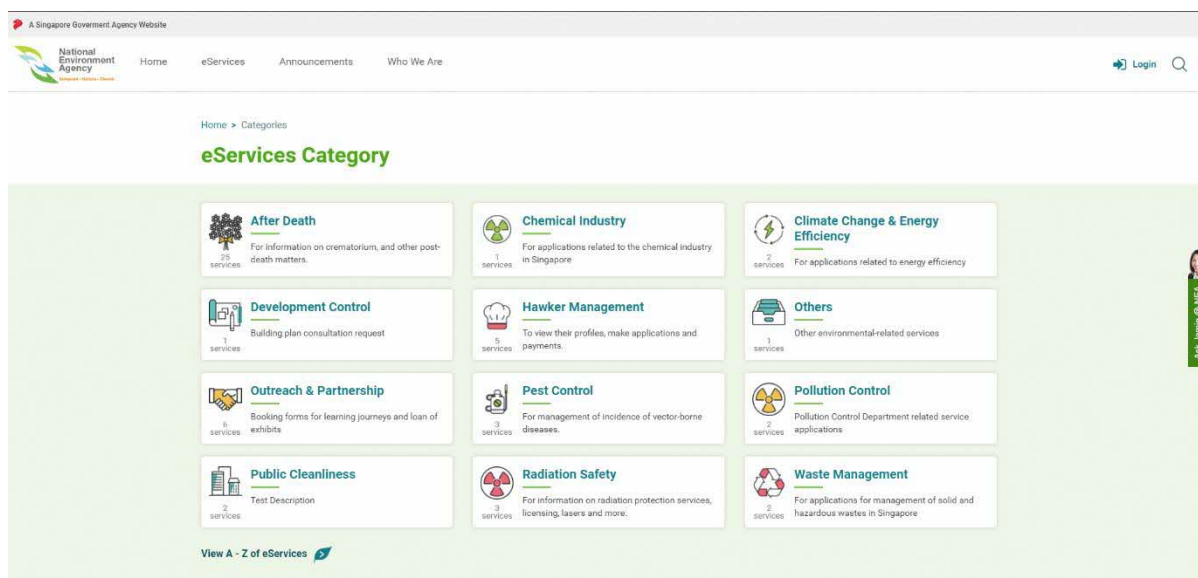 A Singapore Goverment Agency Website
National
Environment
Agency
Home
eServices
Announcements
Who We Are
Login
Home > Categories
eServices Category
After Death
For information on crematorium, and other post-
death matters.
25
services
Chemical Industry
For applications related to the chemical industry
in Singapore
1
services
Climate Change & Energy
Efficiency
For applications related to energy efficiency
2
services
Development Control
Building plan consultation request
1
services
Hawker Management
To view their profiles, make applications and
payments.
5
services
Others
Other environmental-related services
1
services
Outreach & Partnership
Booking forms for learning journeys and loan of
exhibits
6
services
Pest Control
For management of incidence of vector-borne
diseases.
3
services
Pollution Control
Pollution Control Department related service
applications
2
services
Public Cleanliness
Test Description
2
services
Radiation Safety
For information on radiation protection services,
licensing, lasers and more.
3
services
Waste Management
For applications for management of solid and
hazardous wastes in Singapore
2
services
View A - Z of eServices